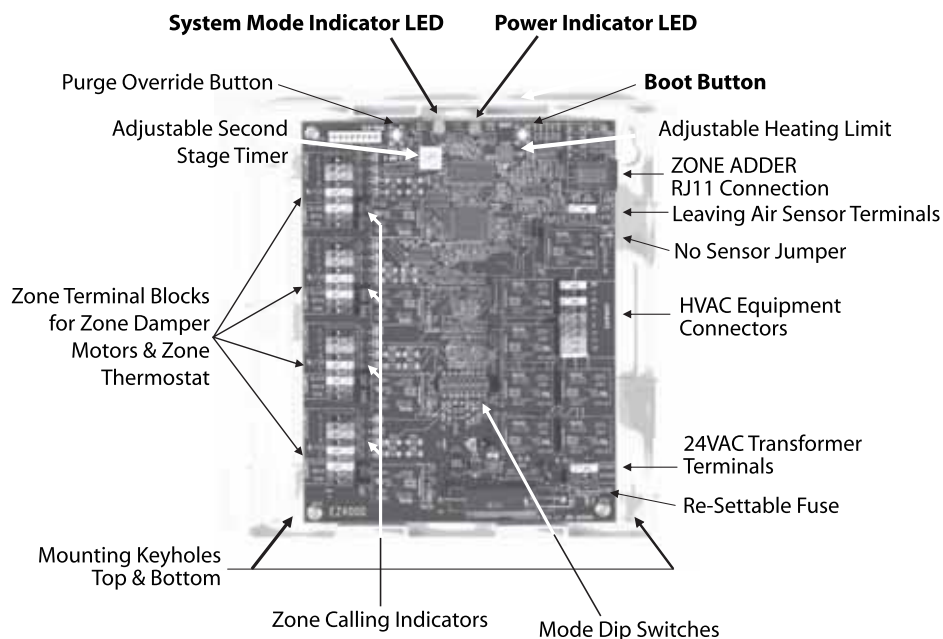 System Mode Indicator LED
Power Indicator LED
Purge Override Button
Boot Button
Adjustable Second
Stage Timer
Adjustable Heating Limit
ZONE ADDER
RJ11 Connection
Leaving Air Sensor Terminals
No Sensor Jumper
Zone Terminal Blocks
for Zone Damper
Motors & Zone
Thermostat
HVAC Equipment
Connectors
24VAC Transformer
Terminals
Re-Settable Fuse
Mounting Keyholes
Top & Bottom
Zone Calling Indicators
Mode Dip Switches